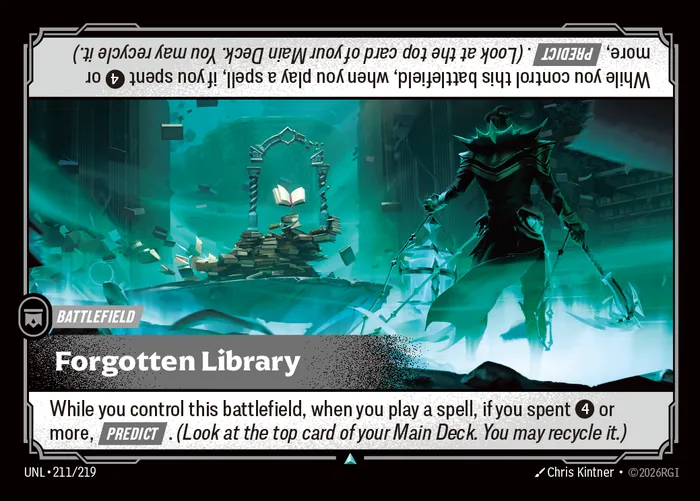 While you control this battlefield, when you play a spell, if you spent 4 or
more, PREDICT. (Look at the top card of your Main Deck. You may recycle it.)
BATTLEFIELD
Forgotten Library
While you control this battlefield, when you play a spell, if you spent 4 or
more, PREDICT. (Look at the top card of your Main Deck. You may recycle it.)
UNL • 211/219
Chris Kintner • ©2026RGI